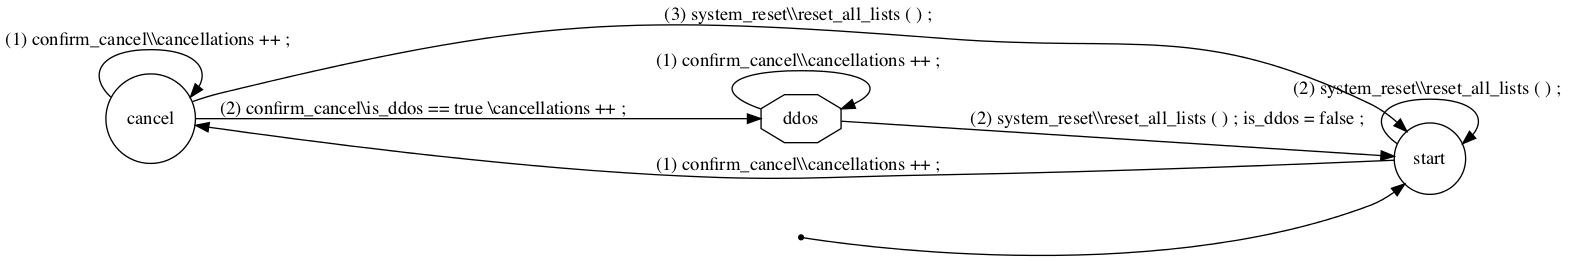 (3) system_reset\\reset_all_lists ( ) ;
(1) confirm_cancel\\cancellations ++ ;
(1) confirm_cancel\\cancellations ++ ;
(2) system_reset\\reset_all_lists ( ) ;
(2) confirm_cancel\is_ddos == true \cancellations ++ ;
cancel
ddos
(2) system_reset\\reset_all_lists ( ) ; is_ddos = false ;
start
(1) confirm_cancel\\cancellations ++ ;